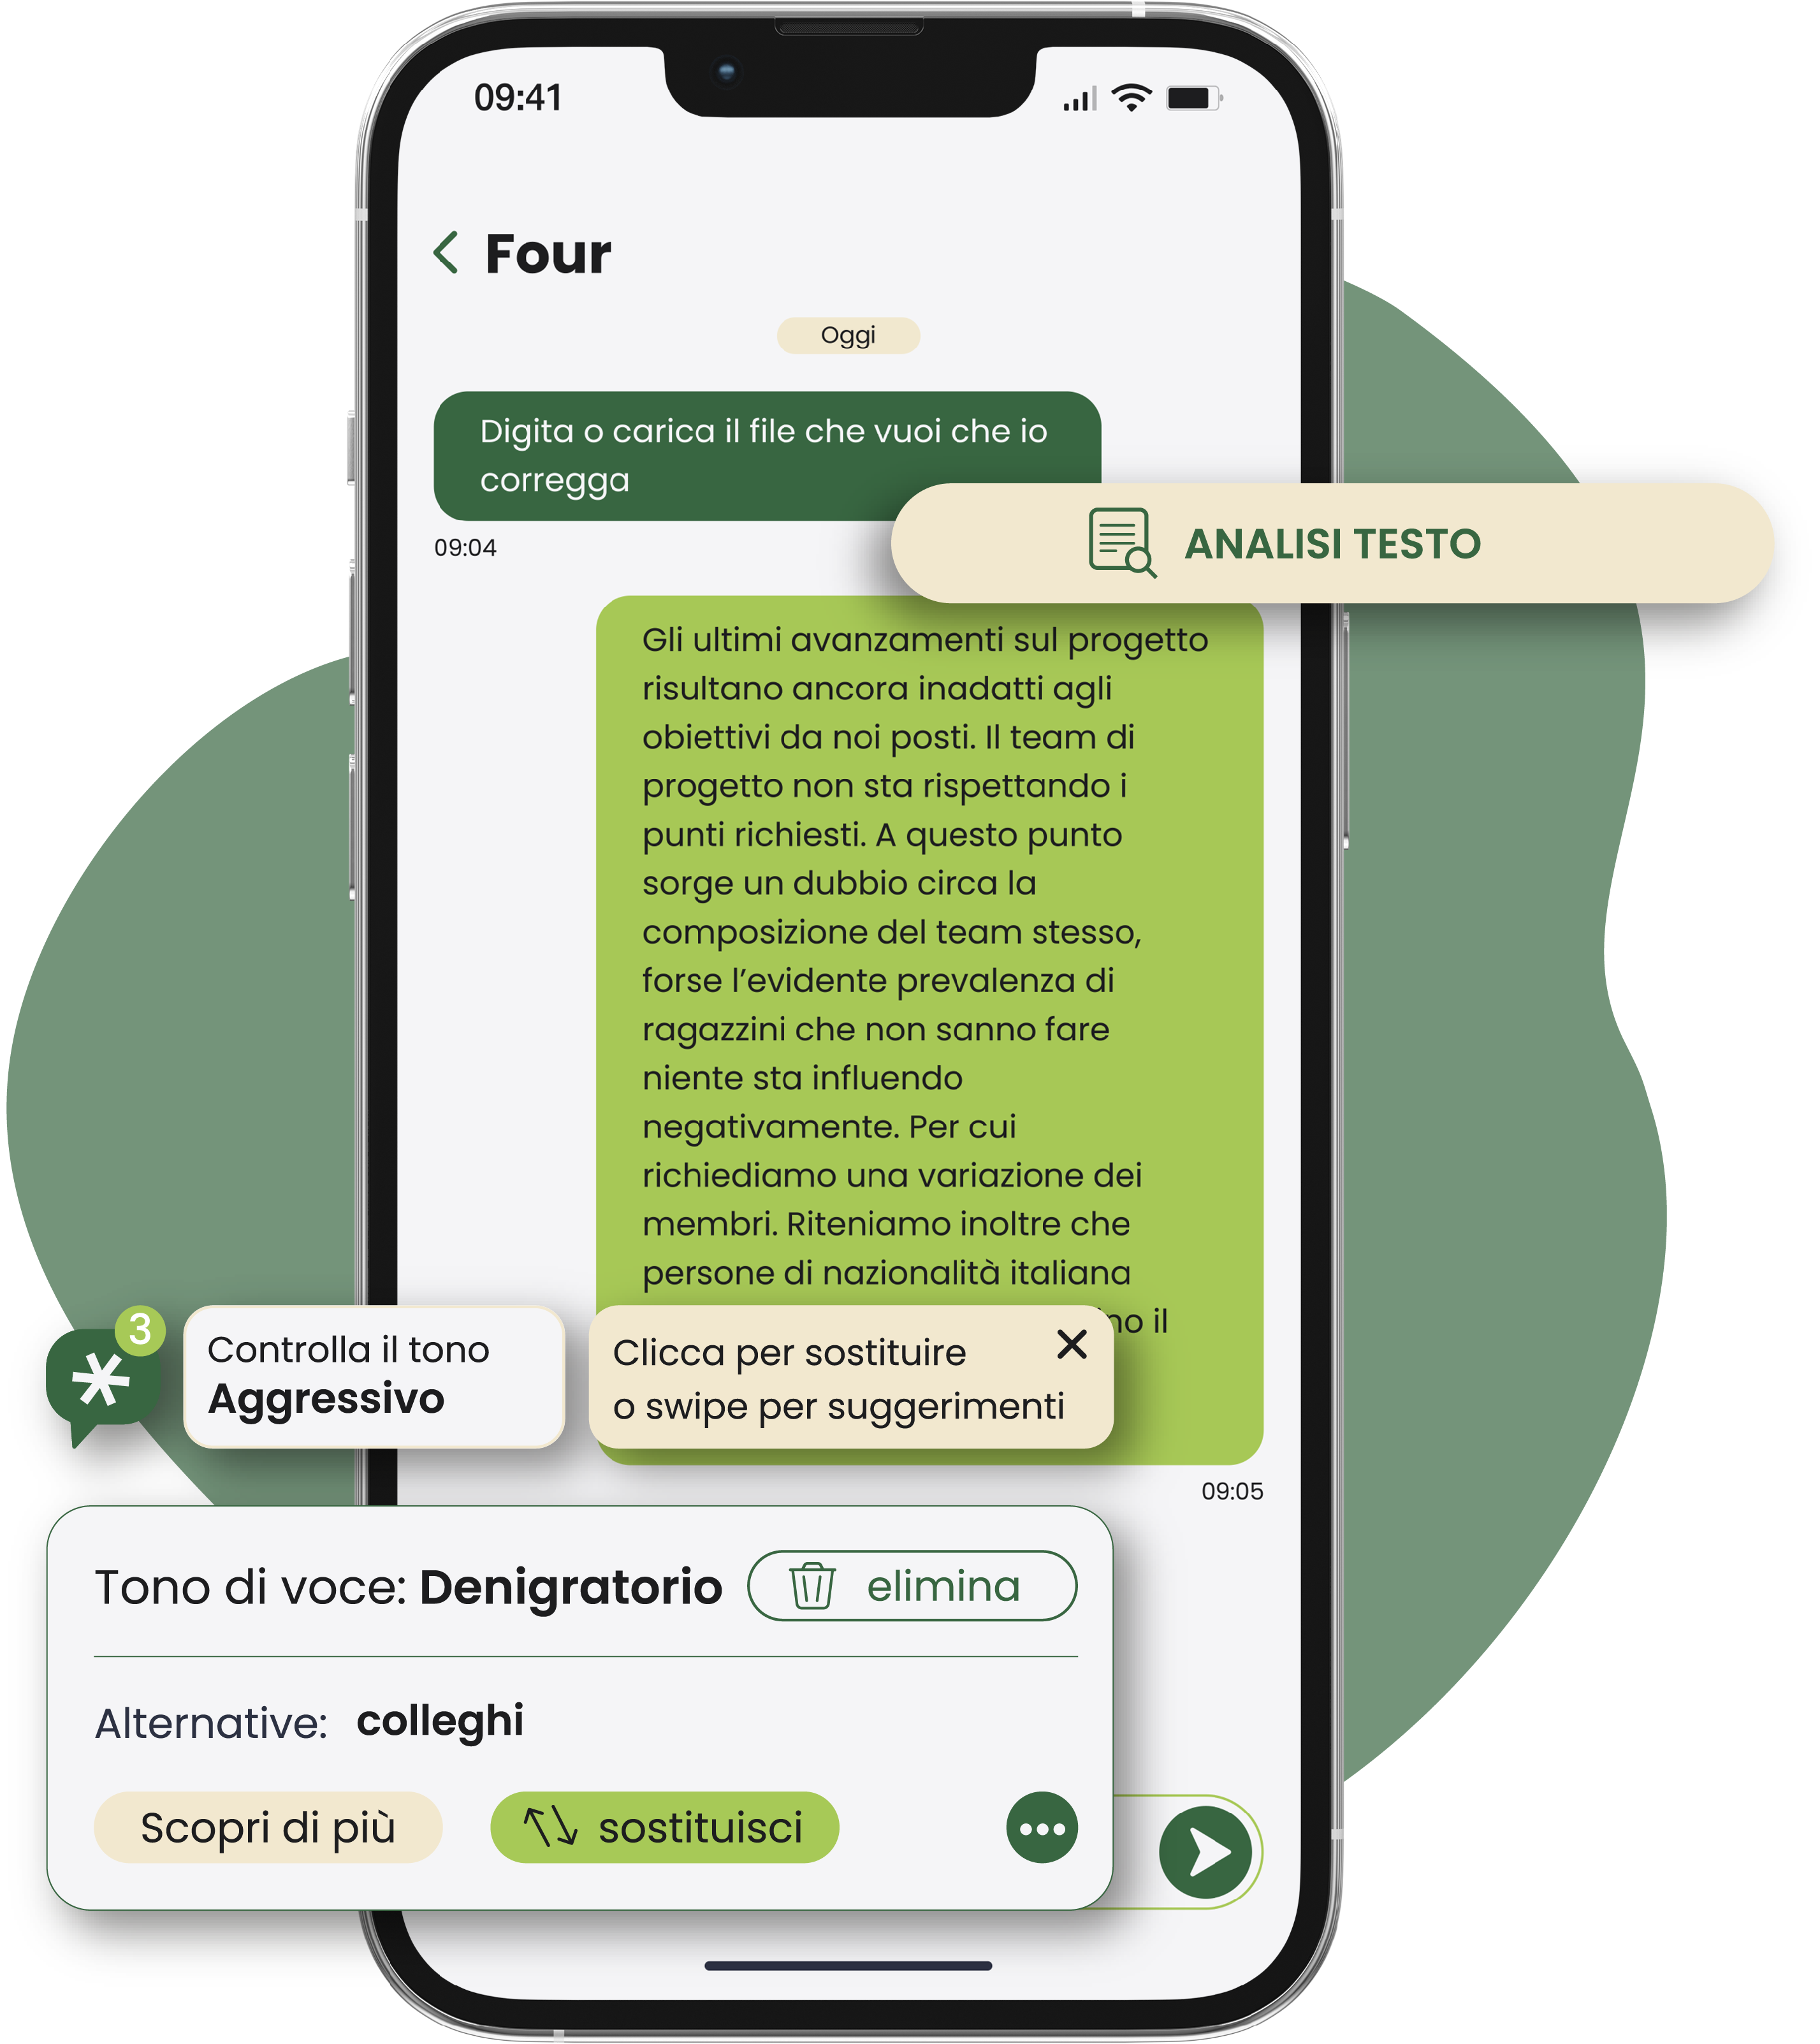 09:41
Four
Oggi
Digita o carica il file che vuoi che io
corregga
09:04
ANALISI TESTO
Gli ultimi avanzamenti sul progetto
risultano ancora inadatti agli
obiettivi da noi posti. Il team di
progetto non sta rispettando i
punti richiesti. A questo punto
sorge un dubbio circa la
composizione del team stesso,
forse l’evidente prevalenza di
ragazzini che non sanno fare
niente sta influendo
negativamente. Per cui
richiediamo una variazione dei
membri. Riteniamo inoltre che
persone di nazionalità italiana
il
3
Controlla il tono
Aggressivo
Clicca per sostituire
o swipe per suggerimenti
09:05
Tono di voce: Denigratorio
elimina
Alternative: colleghi
Scopri di più
sostituisci